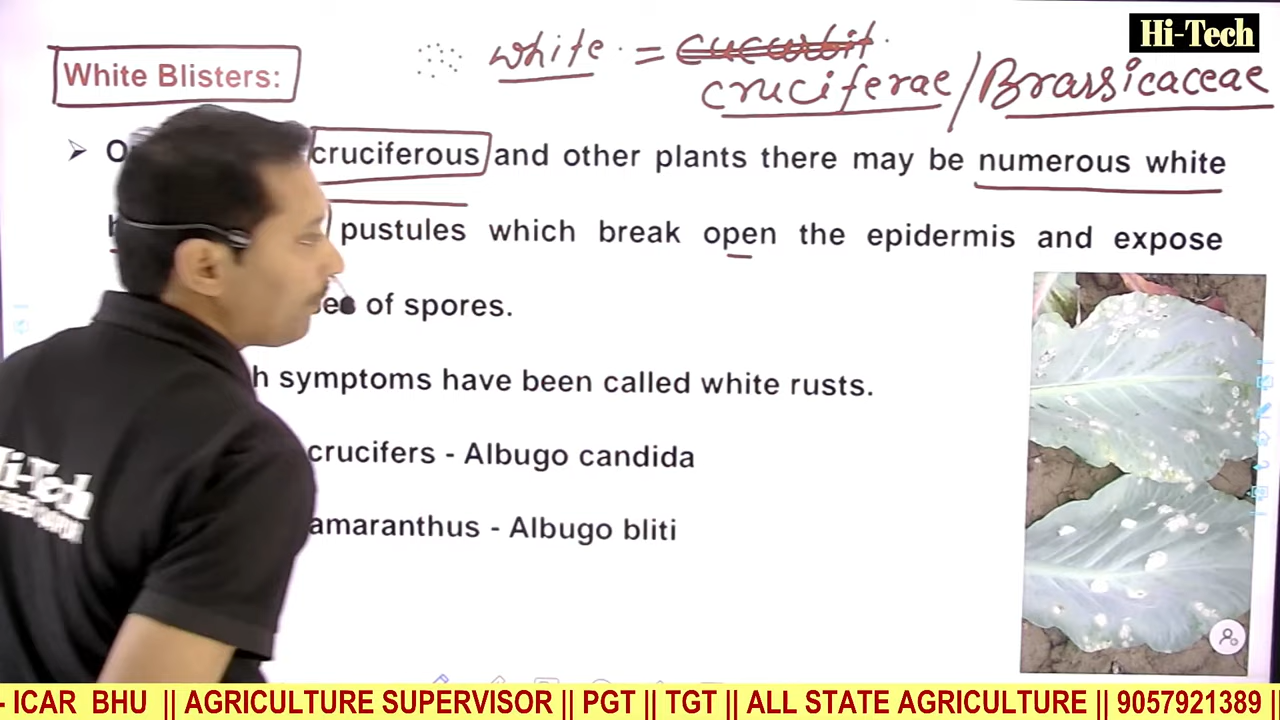 Hi-Tech
white = cucurbit
White Blisters:
cruciferae / Brassicaceae
cruciferous and other plants there may be numerous white
pustules which break open the epidermis and expose
of spores.
symptoms have been called white rusts.
crucifers - Albugo candida
amaranthus - Albugo bliti
- ICAR BHU || AGRICULTURE SUPERVISOR || PGT || TGT || ALL STATE AGRICULTURE || 9057921389 ||